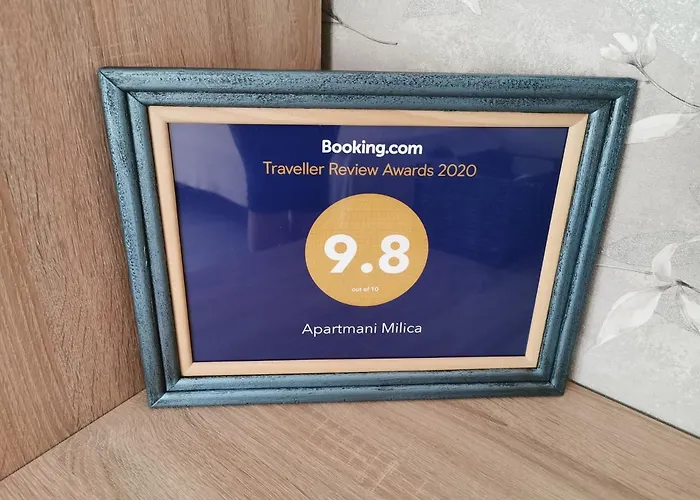 Booking.com
Traveller Review Awards 2020
9.8
out of 10
Apartmani Milica